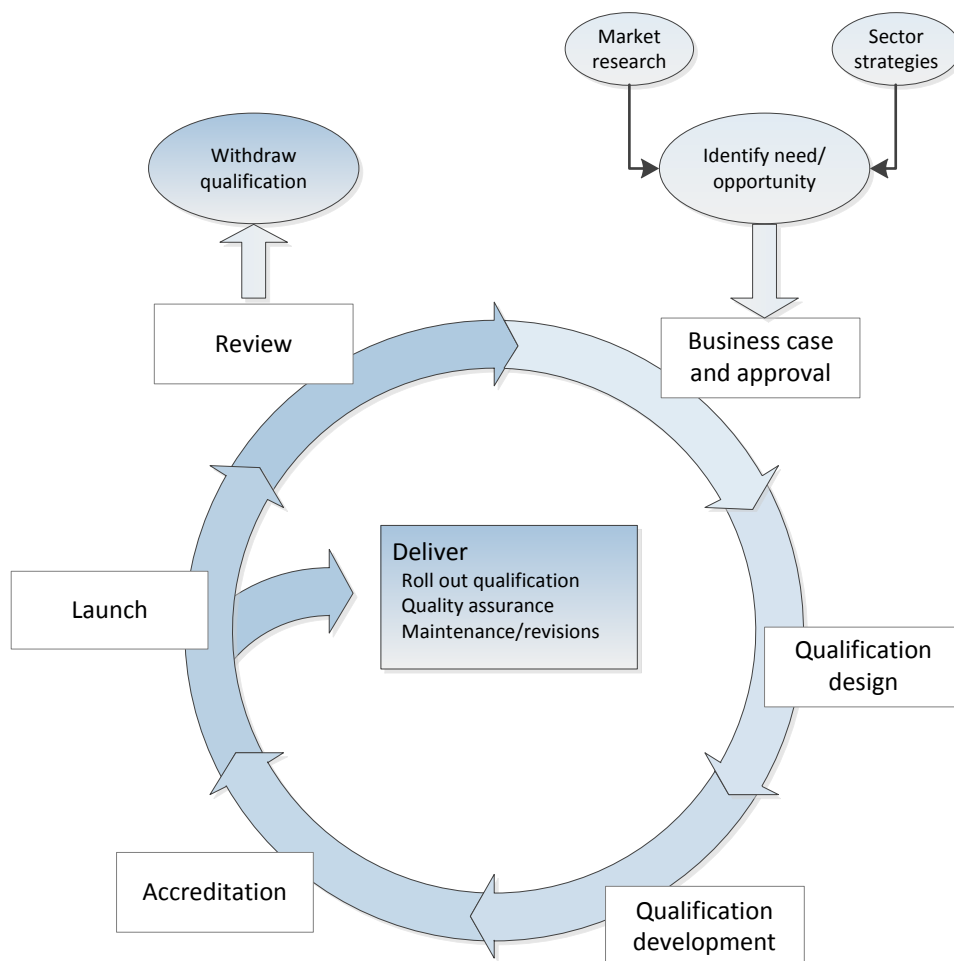 Market
research
Sector
strategies
Withdraw
qualification
Identify need/
opportunity
Review
Business case
and approval
Deliver
Roll out qualification
Quality assurance
Maintenance/revisions
Launch
Qualification
design
Accreditation
Qualification
development